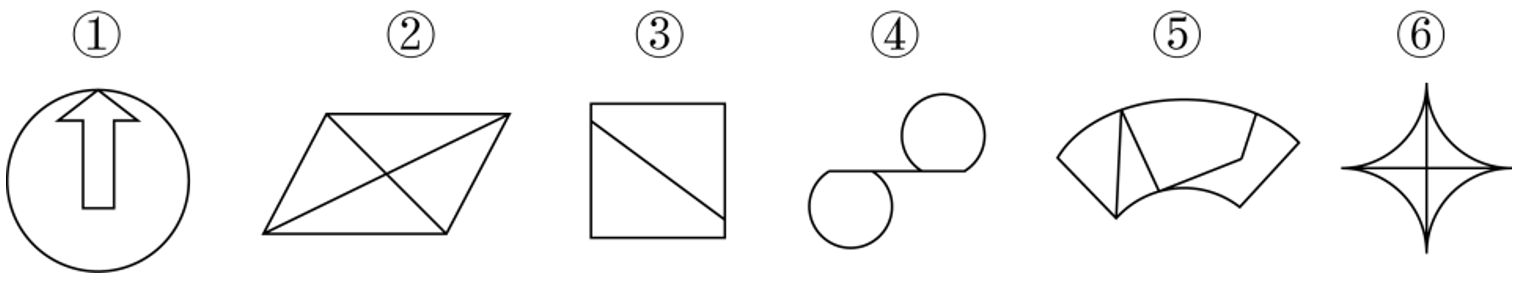 ① ② ③ ④ ⑤ ⑥